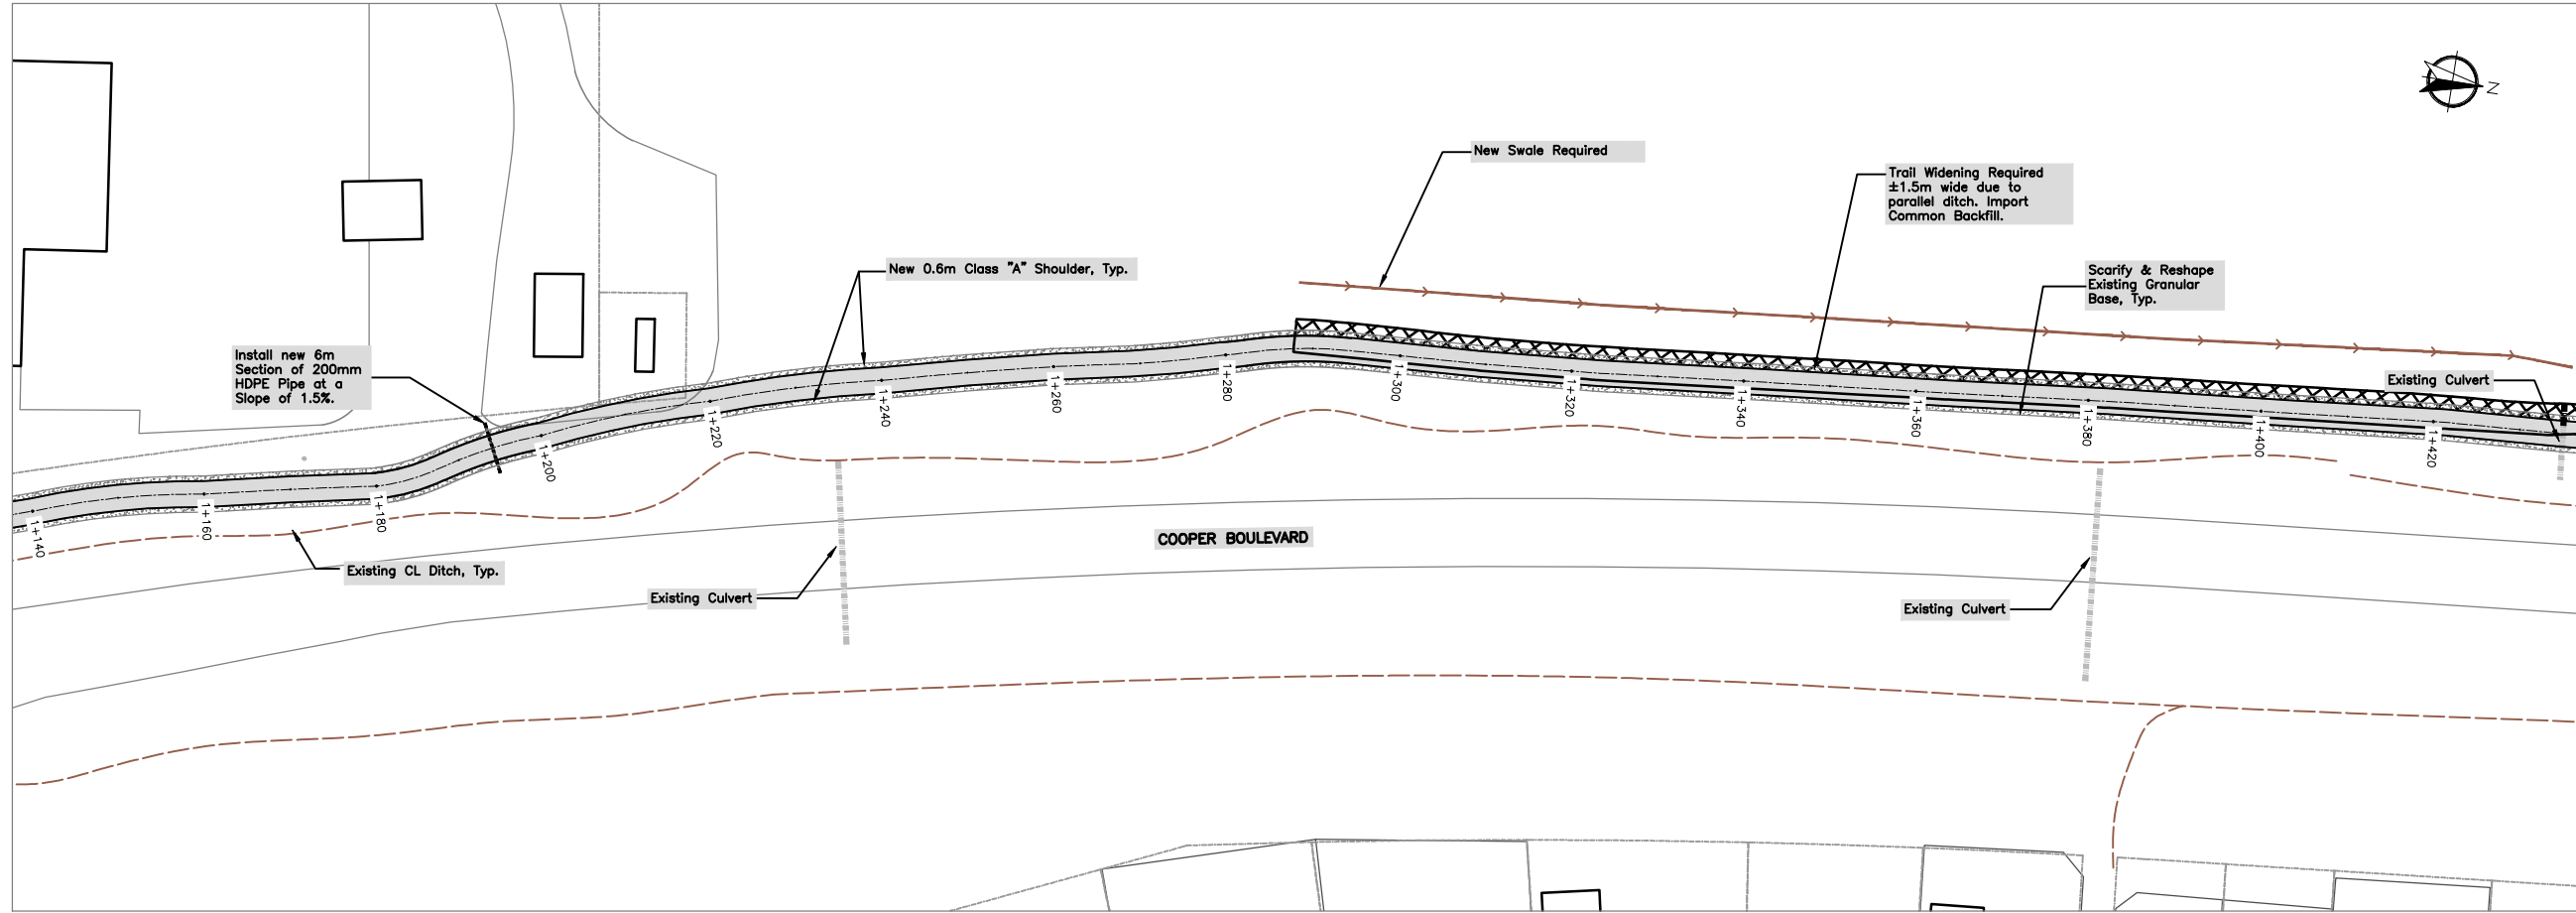 N
New Swale Required
Trail Widening Required
±1.5m wide due to
parallel ditch. Import
Common Backfill.
New 0.6m Class "A" Shoulder, Typ.
Scarify & Reshape
Existing Granular
Base, Typ.
Install new 6m
Section of 200mm
HDPE Pipe at a
Slope of 1.5%.
Existing Culvert
1+140
1+160
1+180
1+200
1+220
1+240
1+260
1+280
1+300
1+320
1+340
1+360
1+380
1+400
1+420
COOPER BOULEVARD
Existing CL Ditch, Typ.
Existing Culvert
Existing Culvert